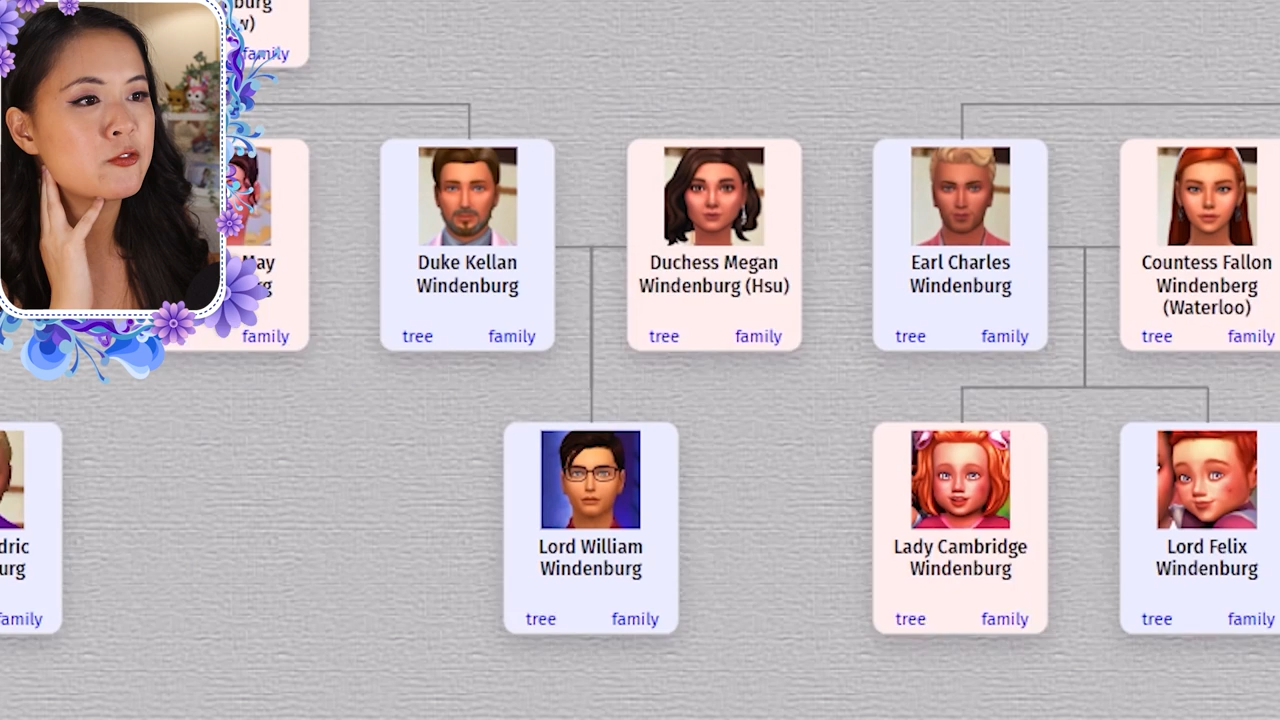 family
May
family
Duke Kellan
Windenburg
tree
family
Duchess Megan
Windenburg (Hsu)
tree
family
Earl Charles
Windenburg
tree
family
Countess Fallon
Windenberg
(Waterloo)
tree
family
family
Lord William
Windenburg
tree
family
Lady Cambridge
Windenburg
tree
family
Lord Felix
Windenburg
tree
family